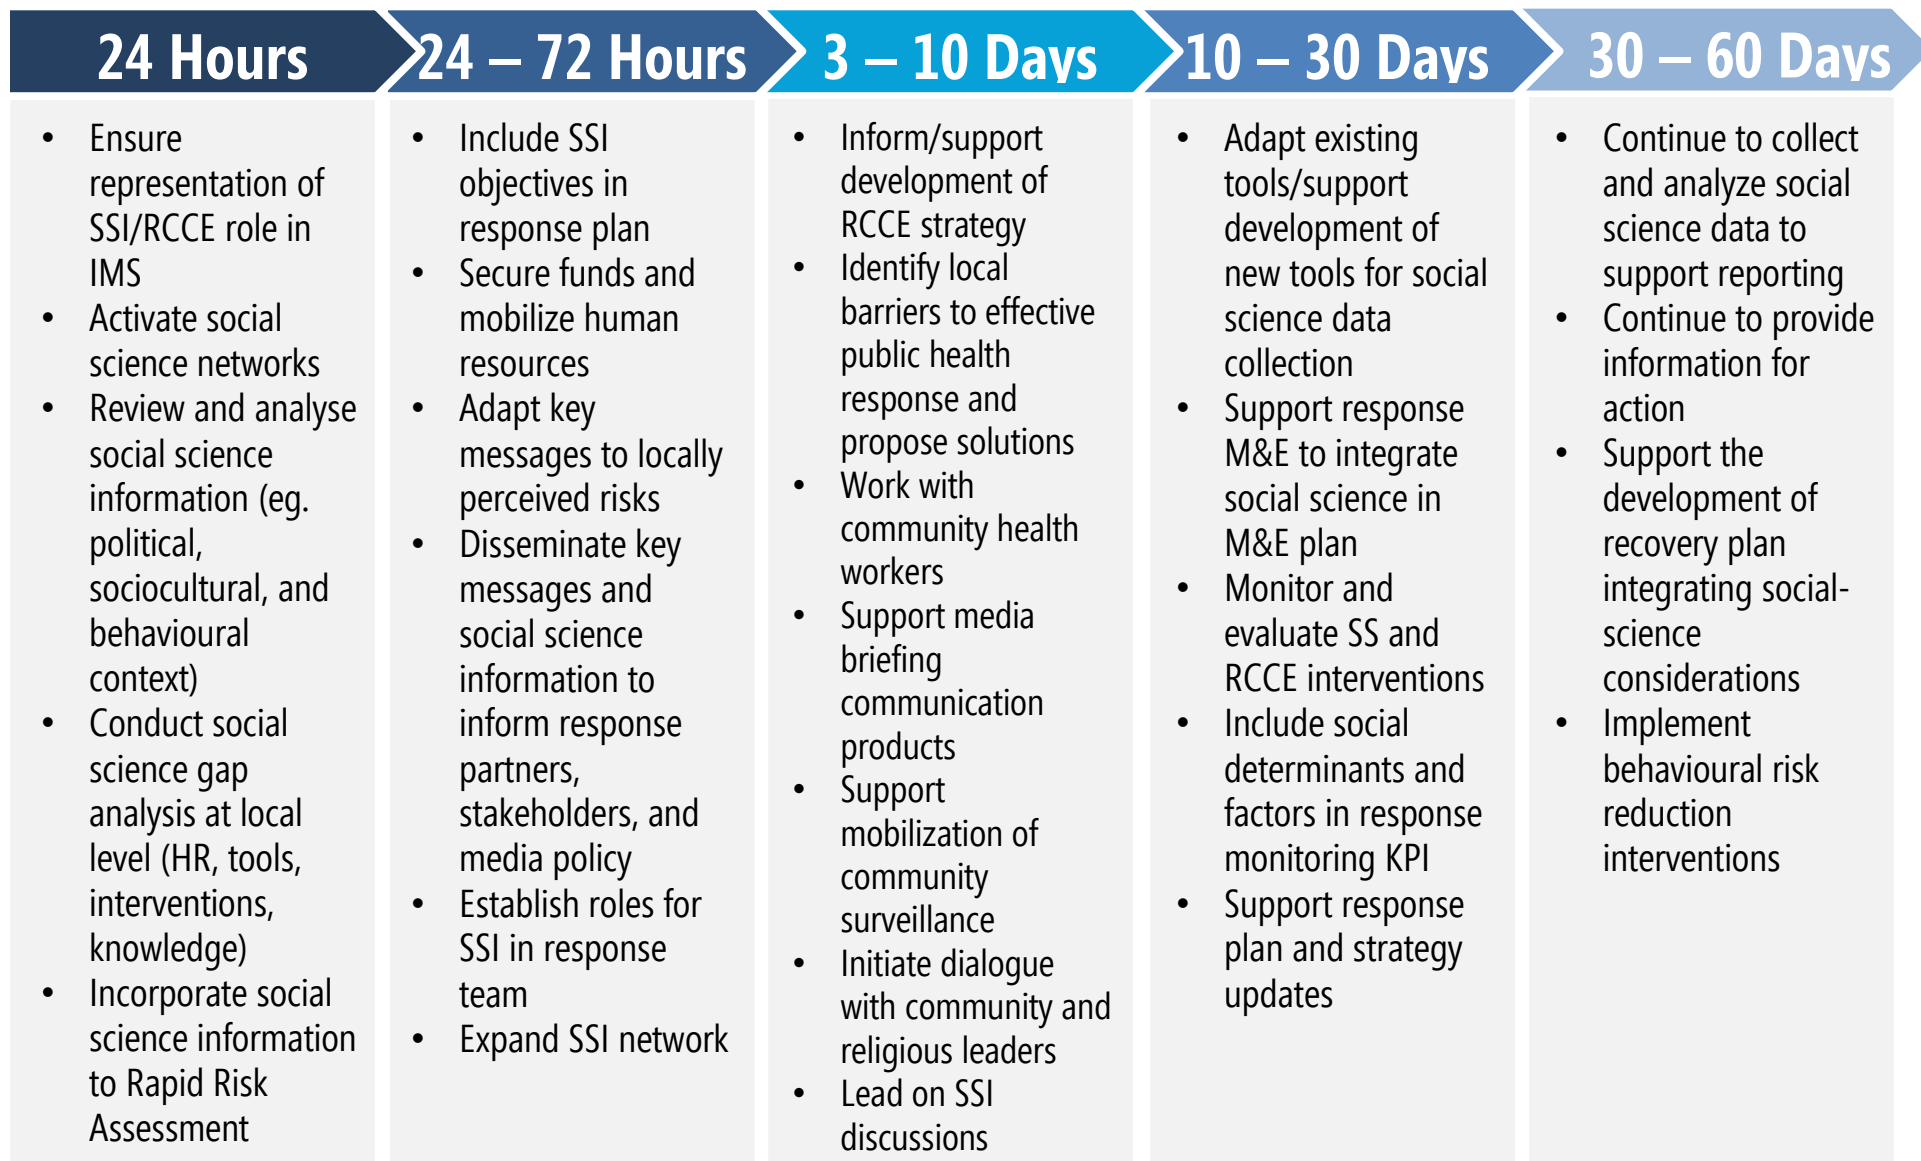 24 Hours
• Ensure
representation of
SSI/RCCE role in
IMS
• Activate social
science networks
• Review and analyse
social science
information (eg.
political,
sociocultural, and
behavioural
context)
• Conduct social
science gap
analysis at local
level (HR, tools,
interventions,
knowledge)
• Incorporate social
science information
to Rapid Risk
Assessment
24 – 72 Hours
• Include SSI
objectives in
response plan
• Secure funds and
mobilize human
resources
• Adapt key
messages to locally
perceived risks
• Disseminate key
messages and
social science
information to
inform response
partners,
stakeholders, and
media policy
• Establish roles for
SSI in response
team
• Expand SSI network
3 – 10 Days
• Inform/support
development of
RCCE strategy
• Identify local
barriers to effective
public health
response and
propose solutions
• Work with
community health
workers
• Support media
briefing
communication
products
• Support
mobilization of
community
surveillance
• Initiate dialogue
with community and
religious leaders
• Lead on SSI
discussions
10 – 30 Days
• Adapt existing
tools/support
development of
new tools for social
science data
collection
• Support response
M&E to integrate
social science in
M&E plan
• Monitor and
evaluate SS and
RCCE interventions
• Include social
determinants and
factors in response
monitoring KPI
• Support response
plan and strategy
updates
30 – 60 Days
• Continue to collect
and analyze social
science data to
support reporting
• Continue to provide
information for
action
• Support the
development of
recovery plan
integrating social-
science
considerations
• Implement
behavioural risk
reduction
interventions